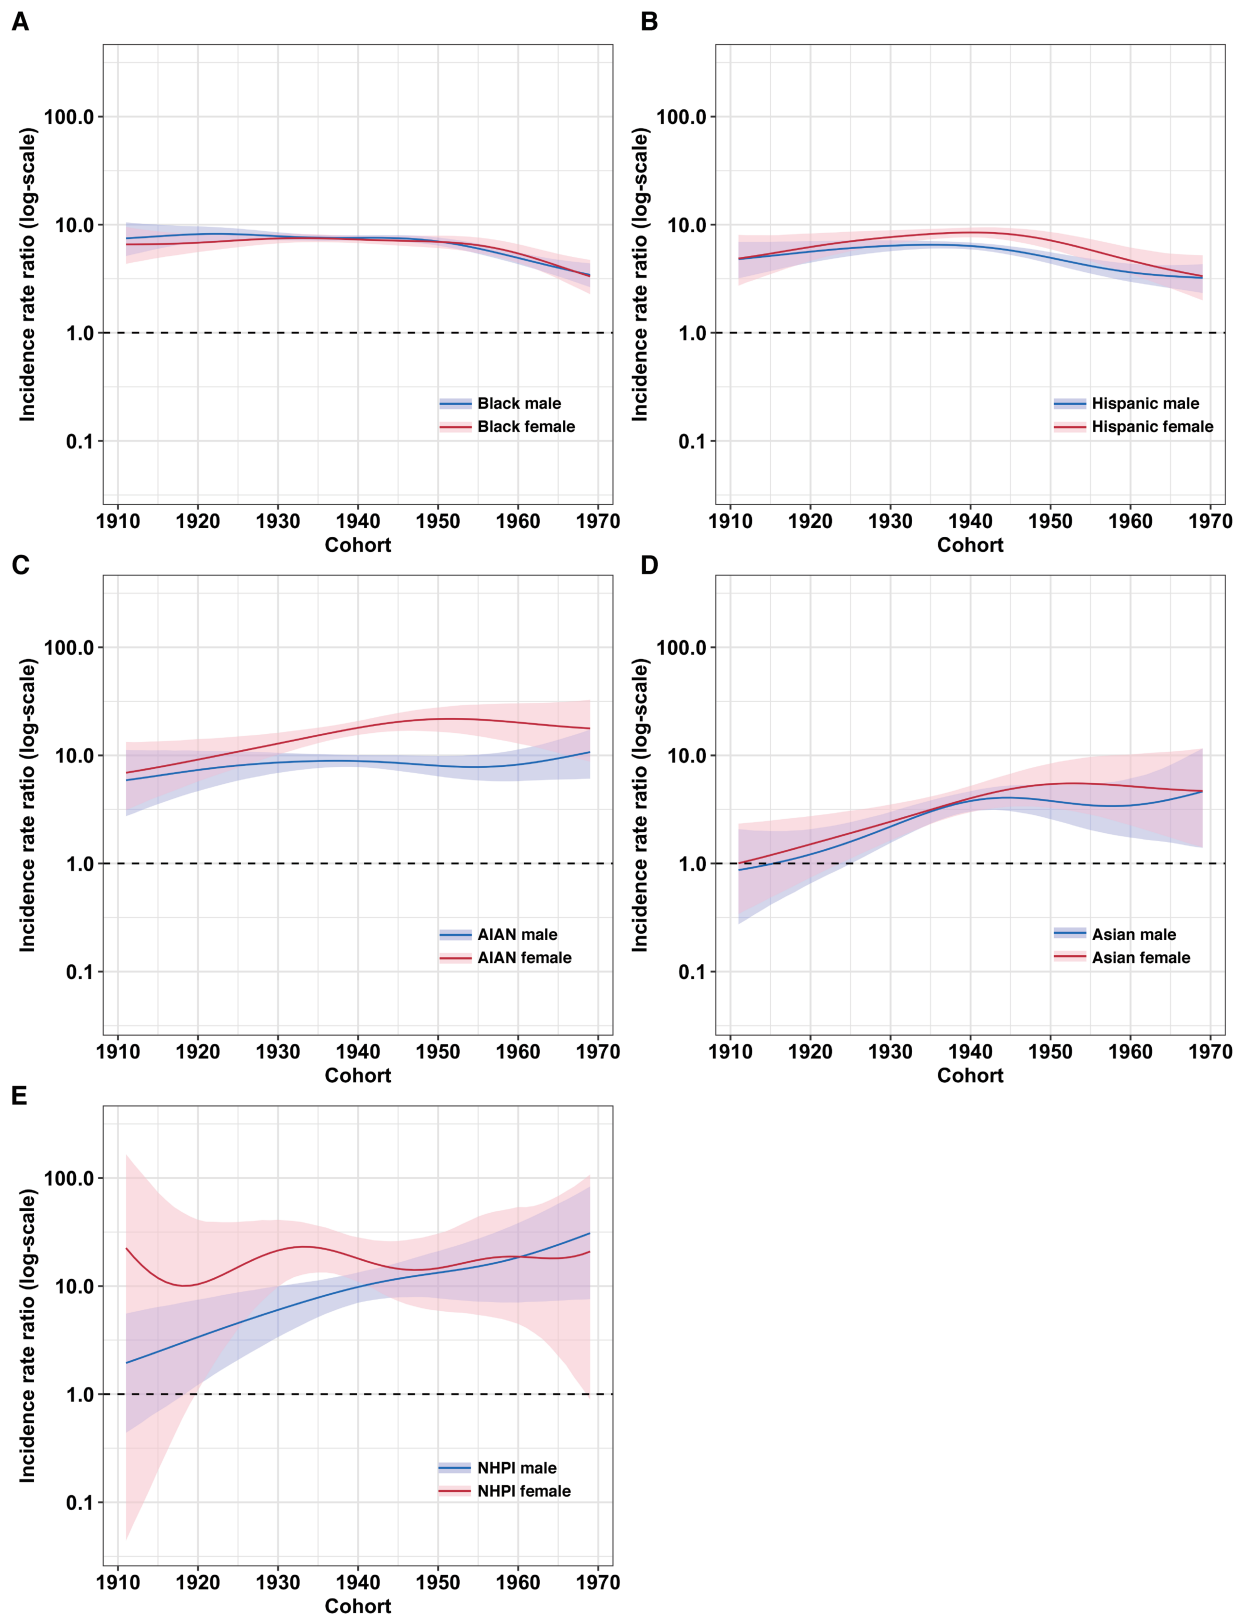 A
Incidence rate ratio (log-scale)
100.0
10.0
1.0
0.1
Black male
Black female
1910 1920 1930 1940 1950 1960 1970
Cohort
B
Incidence rate ratio (log-scale)
100.0
10.0
1.0
0.1
Hispanic male
Hispanic female
1910 1920 1930 1940 1950 1960 1970
Cohort
C
Incidence rate ratio (log-scale)
100.0
10.0
1.0
0.1
AIAN male
AIAN female
1910 1920 1930 1940 1950 1960 1970
Cohort
D
Incidence rate ratio (log-scale)
100.0
10.0
1.0
0.1
Asian male
Asian female
1910 1920 1930 1940 1950 1960 1970
Cohort
E
Incidence rate ratio (log-scale)
100.0
10.0
1.0
0.1
NHPI male
NHPI female
1910 1920 1930 1940 1950 1960 1970
Cohort